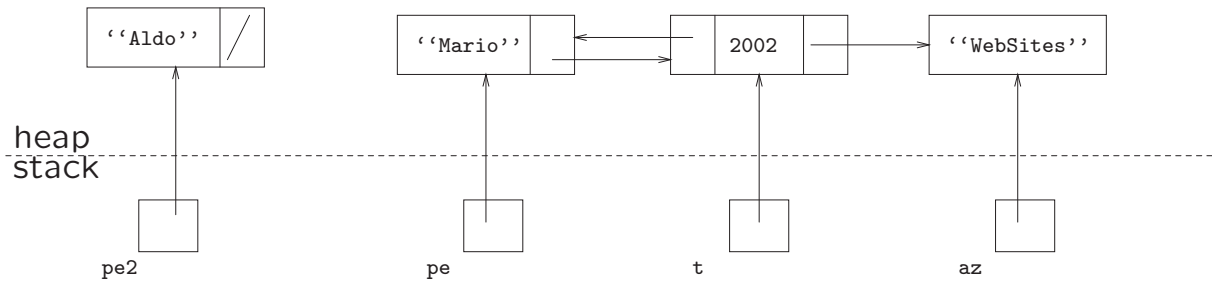 ‘‘Aldo’’ ‘‘Mario’’ 2002 ‘‘WebSites’’
heap
stack
pe2 pe t az